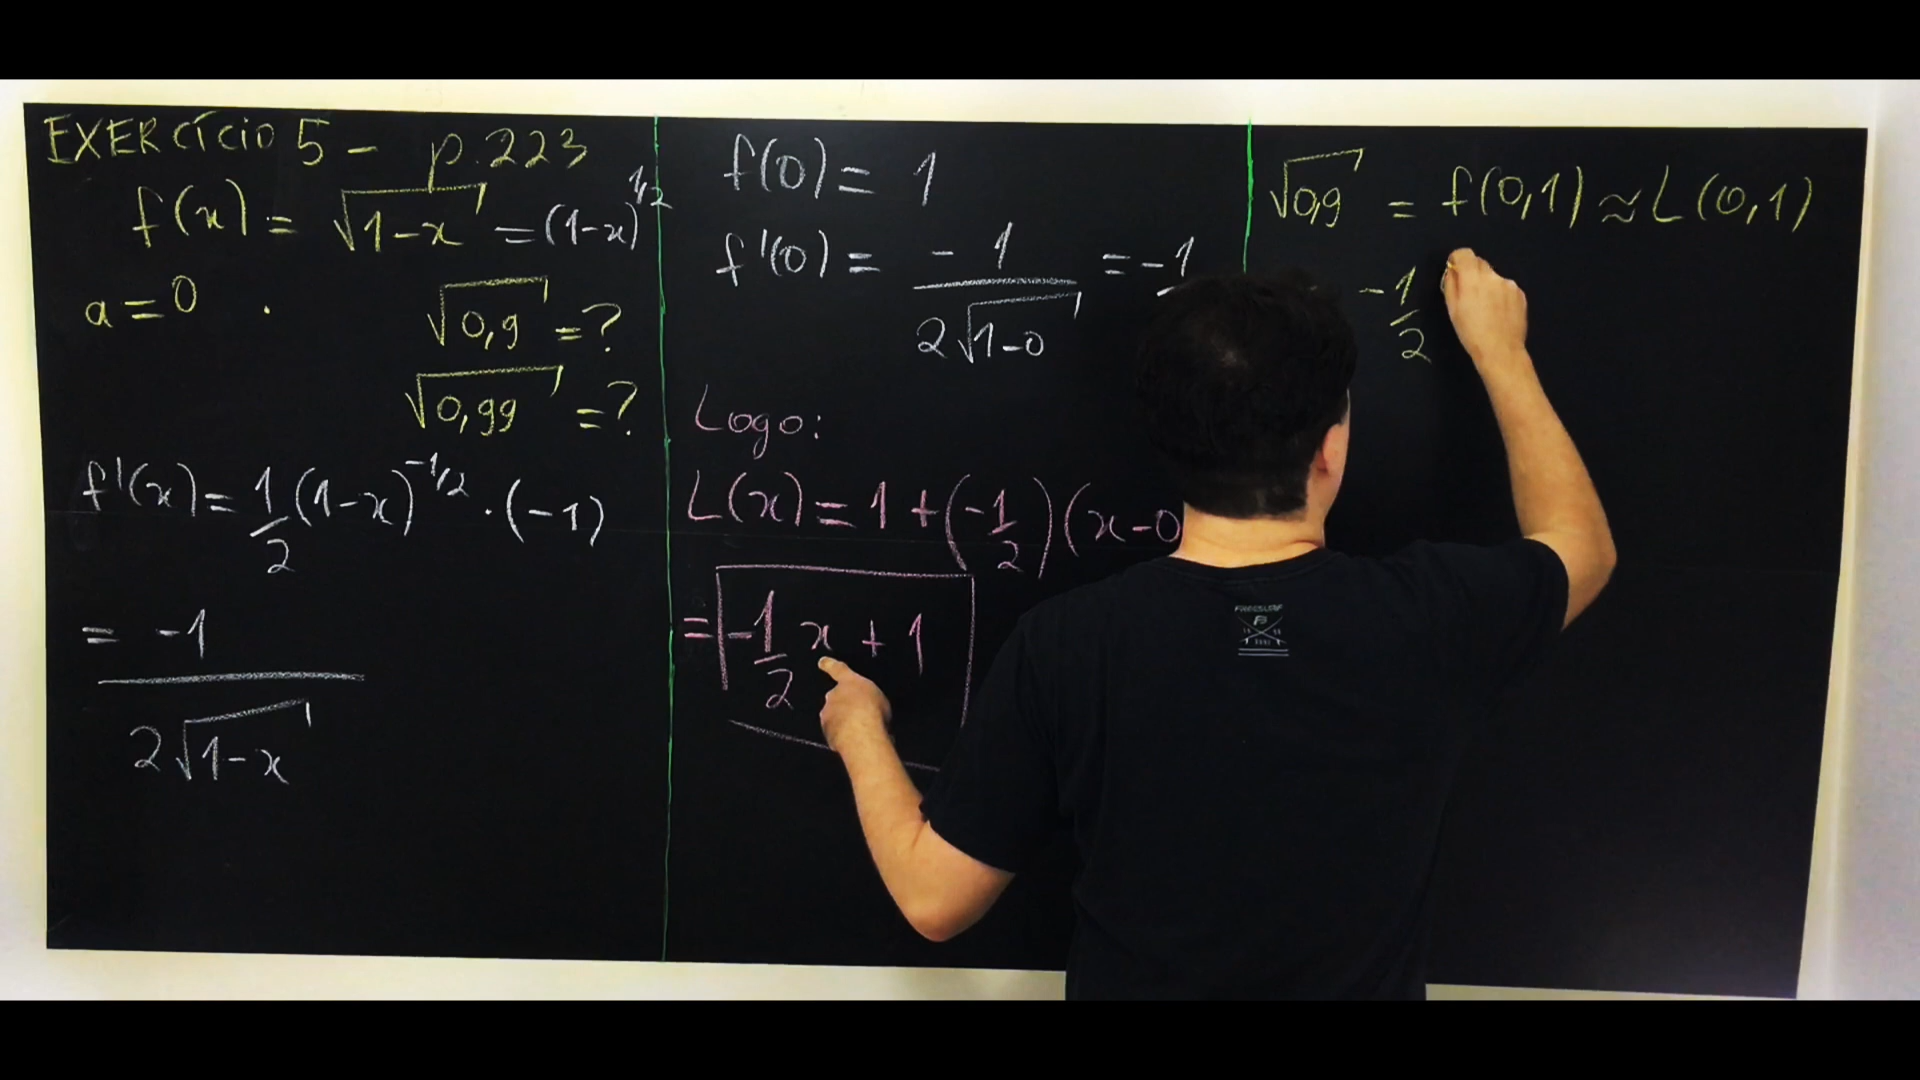 EXERCÍCIO 5 - p.223
f(x) = √1-x = (1-x)^1/2
a = 0 .
√0,9 = ?
√0,99 = ?
f'(x) = 1/2 (1-x)^-1/2 · (-1)
= -1 / 2√1-x
f(0) = 1
f'(0) = -1 / 2√1-0 = -1
Logo:
L(x) = 1 + (-1/2)(x-0
= -1/2 x + 1
√0,9 = f(0,1) ≈ L(0,1)
-1/2